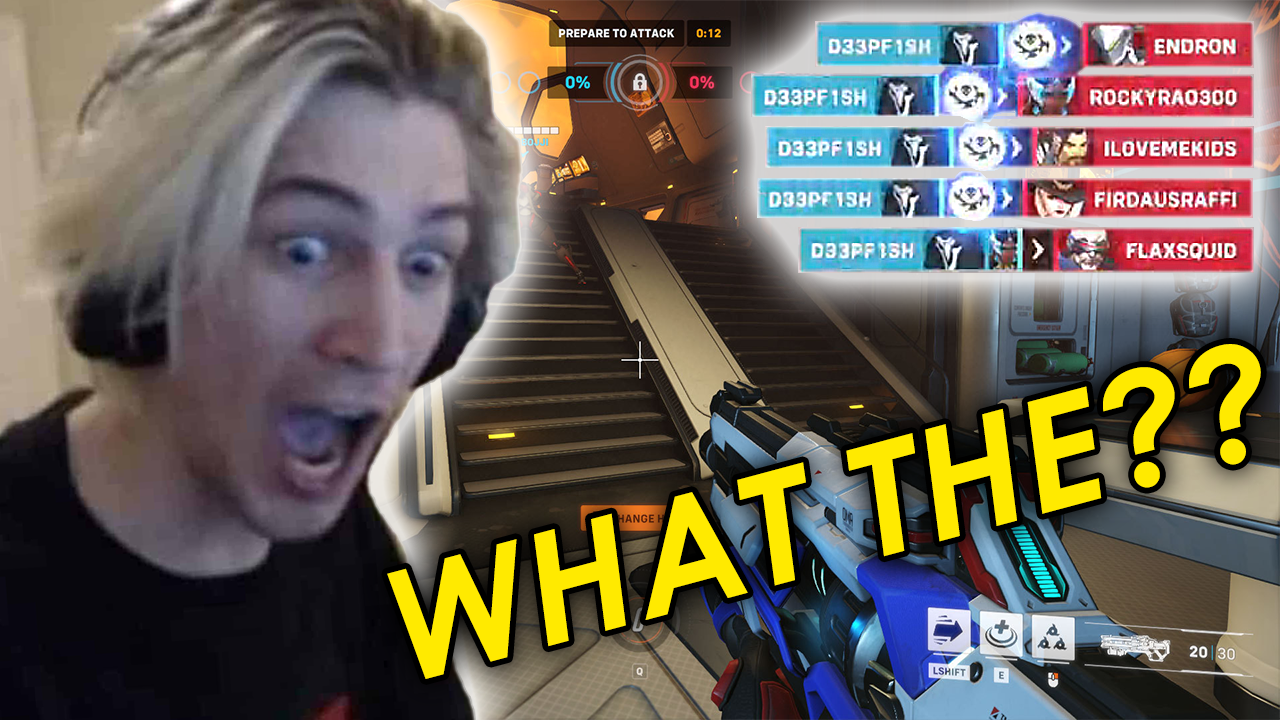 PREPARE TO ATTACK 0:12
0% 0%
D33PF1SH ENDRON
D33PF1SH ROCKYRAO300
D33PF1SH ILOVEMEKIDS
D33PF1SH FIRDAUSRAFFI
D33PF1SH FLAXSQUID
WHAT THE??
Q
LSHIFT E
20 | 30